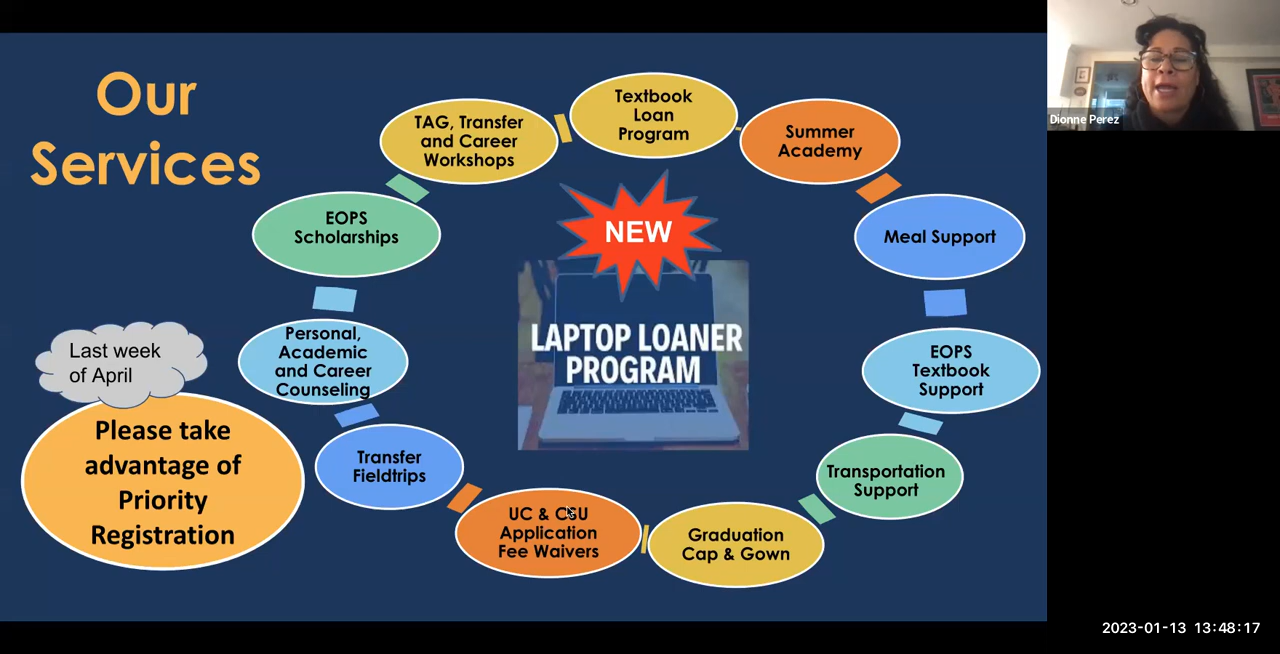 Our
Services
Textbook
Loan
Program
TAG, Transfer
and Career
Workshops
Summer
Academy
EOPS
Scholarships
NEW
Meal Support
LAPTOP LOANER
PROGRAM
Personal,
Academic
and Career
Counseling
EOPS
Textbook
Support
Last week
of April
Please take
advantage of
Priority
Registration
Transfer
Fieldtrips
Transportation
Support
UC & CSU
Application
Fee Waivers
Graduation
Cap & Gown
Dionne Perez
2023-01-13 13:48:17